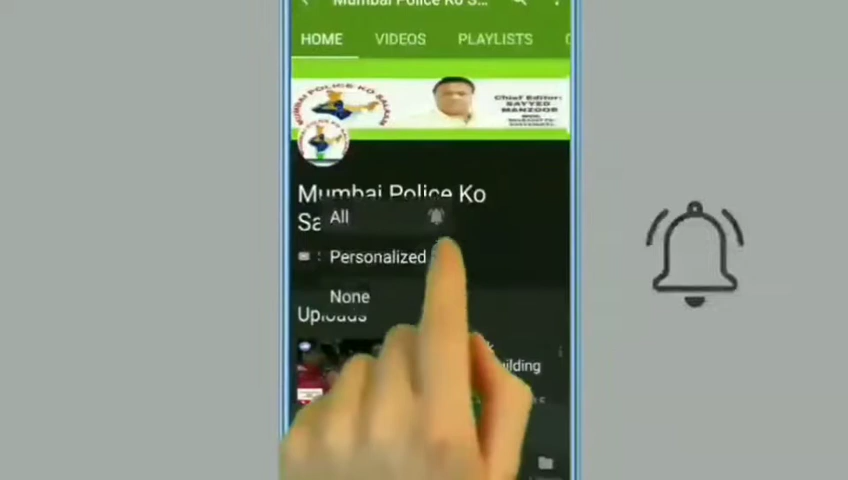 Mumbai Police Ko S...
HOME
VIDEOS
PLAYLISTS
MUMBAI POLICE KO SALAAM
Chief Editor:
SAYYED
MANZOOR
Mumbai Police Ko
Sa
All
Personalized
None
Uploads